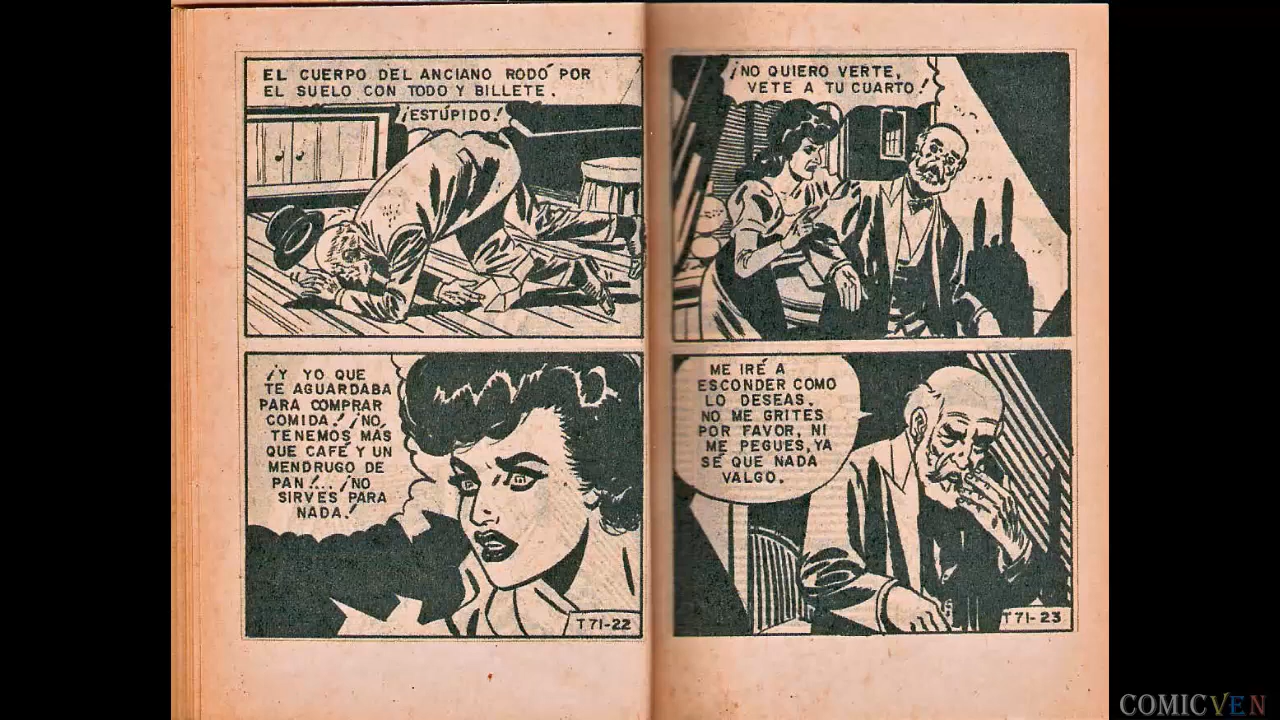 EL CUERPO DEL ANCIANO RODÓ POR
EL SUELO CON TODO Y BILLETE.
¡ESTÚPIDO!
¡Y YO QUE
TE AGUARDABA
PARA COMPRAR
COMIDA! ¡NO
TENEMOS MÁS
QUE CAFÉ Y UN
MENDRUGO DE
PAN!... ¡NO
SIRVES PARA
NADA!
T71-22
¡NO QUIERO VERTE,
VETE A TU CUARTO!
ME IRÉ A
ESCONDER COMO
LO DESEAS.
NO ME GRITES
POR FAVOR, NI
ME PEGUES, YA
SÉ QUE NADA
VALGO.
T71-23
COMICVEN